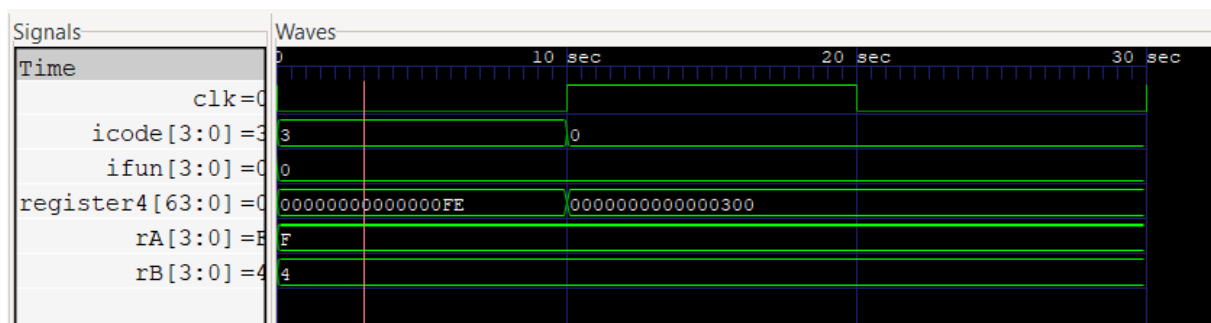 Signals Waves
Time 0 10 sec 20 sec 30 sec
clk=0
icode[3:0]=3 3 0
ifun[3:0]=0 0
register4[63:0]=0 00000000000000FE 0000000000000300
rA[3:0]=F F
rB[3:0]=4 4